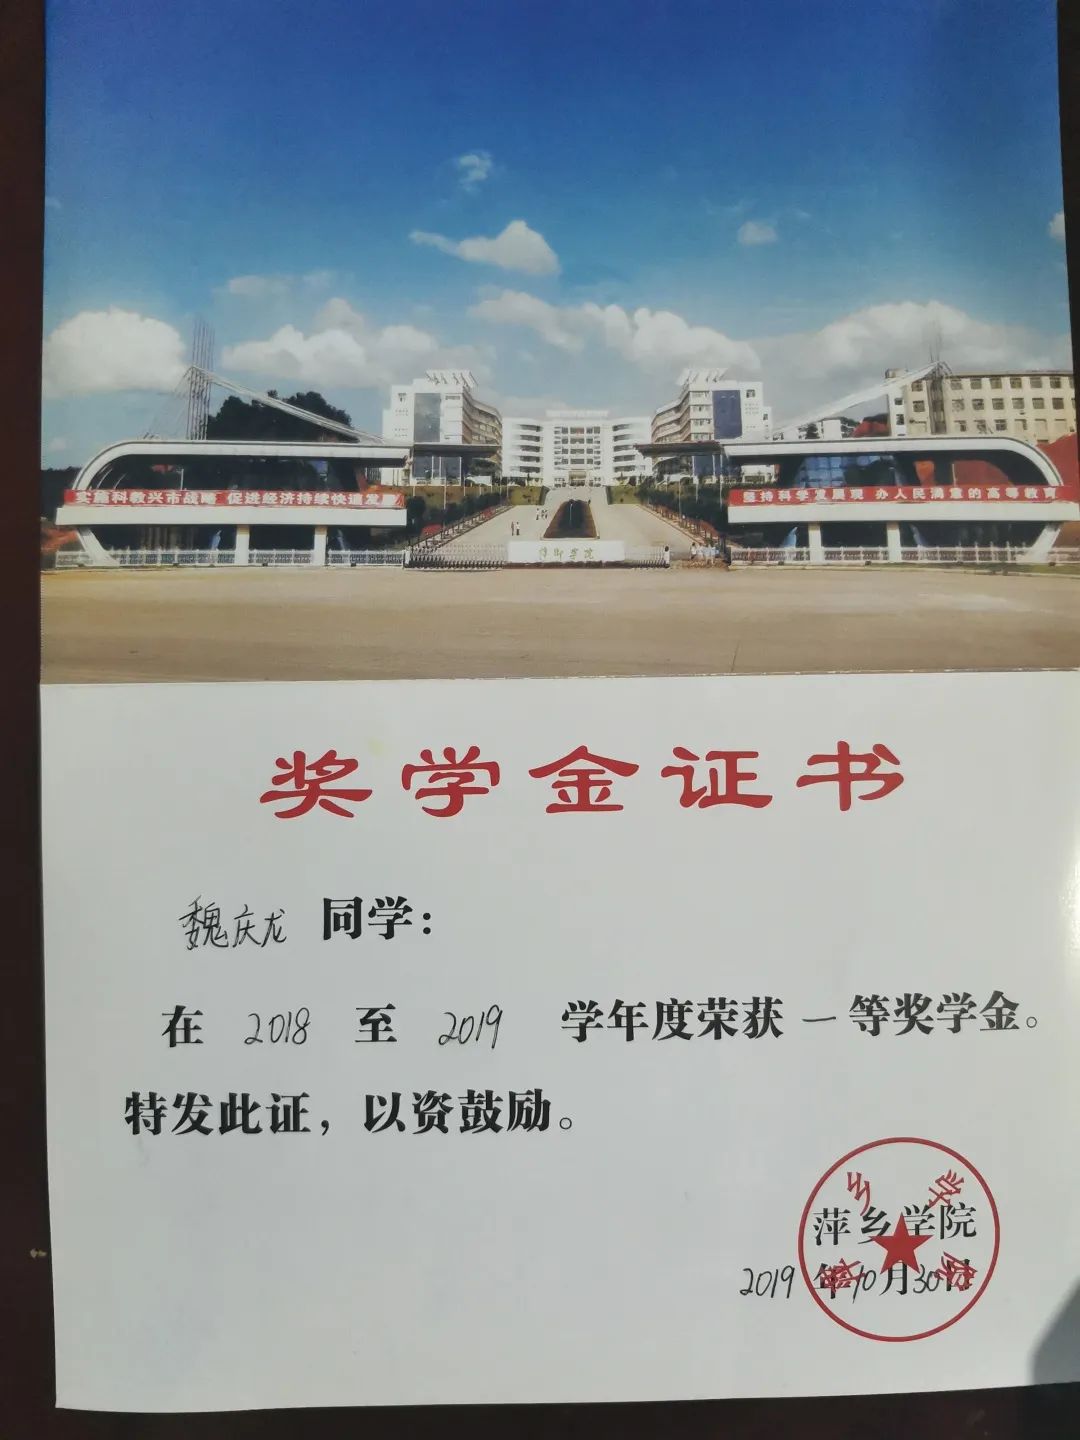 实施科教兴市战略 促进经济持续快速发展
坚持科学发展观 办人民满意的高等教育
萍乡学院
奖学金证书
魏庆龙 同学：
在 2018 至 2019 学年度荣获 一 等奖学金。
特发此证，以资鼓励。
萍乡学院
2019 年 10 月 30 日
萍乡学院